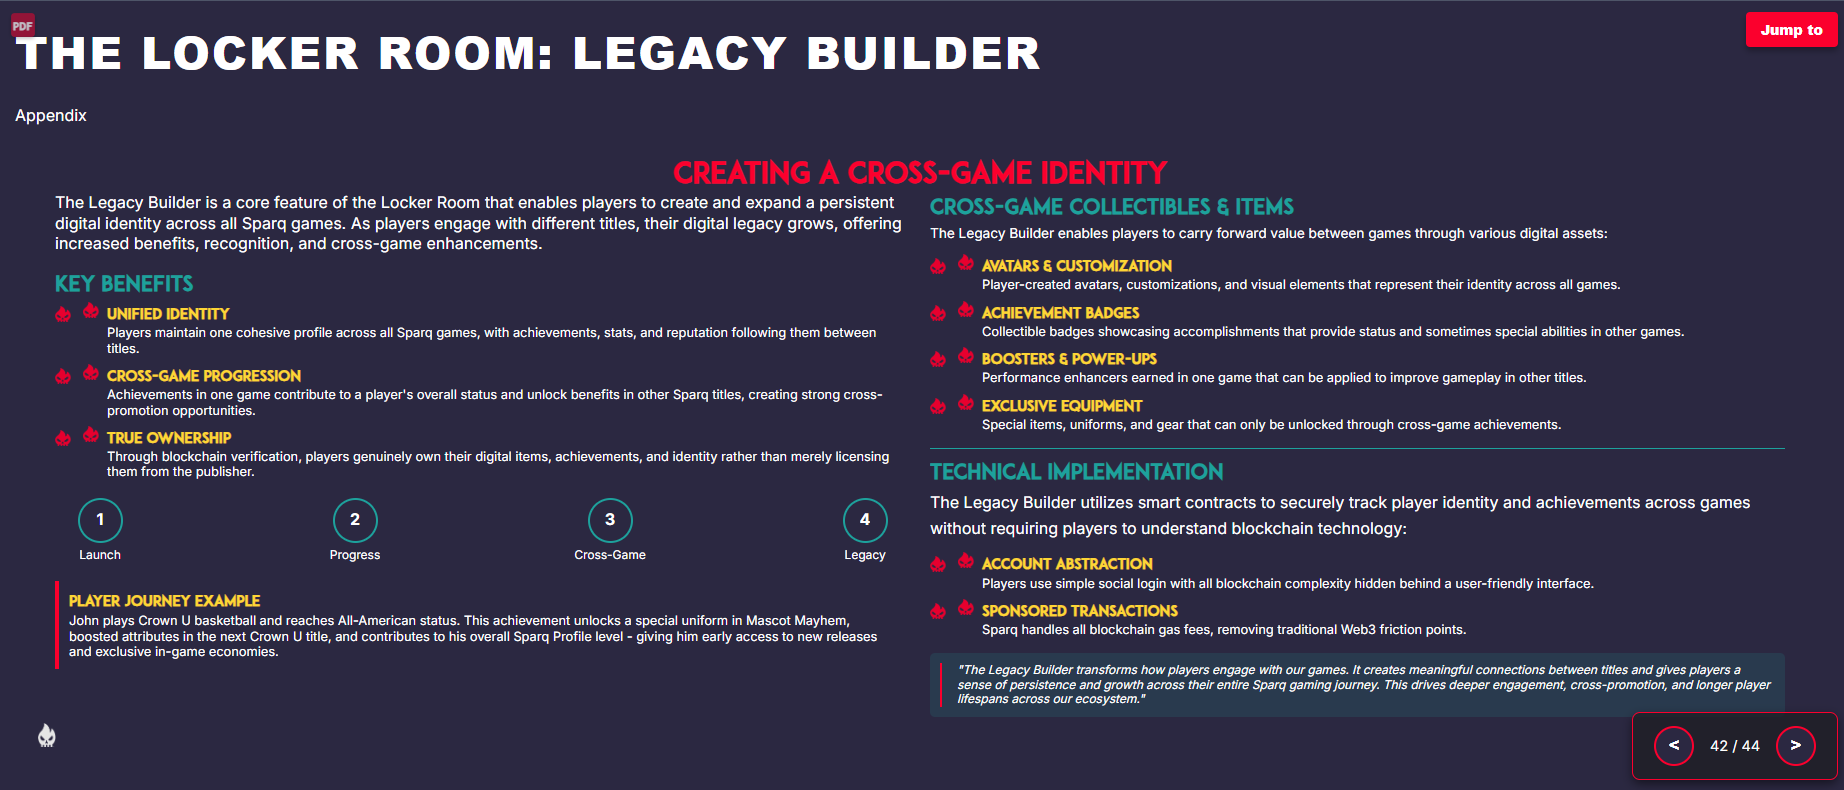 PDF
THE LOCKER ROOM: LEGACY BUILDER
Jump to
Appendix
CREATING A CROSS-GAME IDENTITY
The Legacy Builder is a core feature of the Locker Room that enables players to create and expand a persistent
digital identity across all Sparq games. As players engage with different titles, their digital legacy grows, offering
increased benefits, recognition, and cross-game enhancements.
KEY BENEFITS
UNIFIED IDENTITY
Players maintain one cohesive profile across all Sparq games, with achievements, stats, and reputation following them between
titles.
CROSS-GAME PROGRESSION
Achievements in one game contribute to a player's overall status and unlock benefits in other Sparq titles, creating strong cross-
promotion opportunities.
TRUE OWNERSHIP
Through blockchain verification, players genuinely own their digital items, achievements, and identity rather than merely licensing
them from the publisher.
1
2
3
4
Launch
Progress
Cross-Game
Legacy
PLAYER JOURNEY EXAMPLE
John plays Crown U basketball and reaches All-American status. This achievement unlocks a special uniform in Mascot Mayhem,
boosted attributes in the next Crown U title, and contributes to his overall Sparq Profile level - giving him early access to new releases
and exclusive in-game economies.
CROSS-GAME COLLECTIBLES & ITEMS
The Legacy Builder enables players to carry forward value between games through various digital assets:
AVATARS & CUSTOMIZATION
Player-created avatars, customizations, and visual elements that represent their identity across all games.
ACHIEVEMENT BADGES
Collectible badges showcasing accomplishments that provide status and sometimes special abilities in other games.
BOOSTERS & POWER-UPS
Performance enhancers earned in one game that can be applied to improve gameplay in other titles.
EXCLUSIVE EQUIPMENT
Special items, uniforms, and gear that can only be unlocked through cross-game achievements.
TECHNICAL IMPLEMENTATION
The Legacy Builder utilizes smart contracts to securely track player identity and achievements across games
without requiring players to understand blockchain technology:
ACCOUNT ABSTRACTION
Players use simple social login with all blockchain complexity hidden behind a user-friendly interface.
SPONSORED TRANSACTIONS
Sparq handles all blockchain gas fees, removing traditional Web3 friction points.
"The Legacy Builder transforms how players engage with our games. It creates meaningful connections between titles and gives players a
sense of persistence and growth across their entire Sparq gaming journey. This drives deeper engagement, cross-promotion, and longer player
lifespans across our ecosystem."
< 42 / 44 >